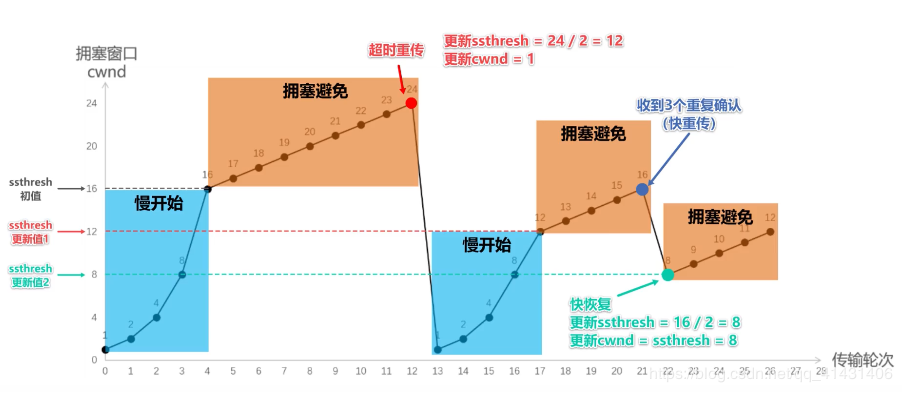 超时重传
更新ssthresh = 24 / 2 = 12
更新cwnd = 1
拥塞窗口
cwnd
拥塞避免
24
23
22
21
20
19
18
17
16
收到3个重复确认
（快重传）
拥塞避免
16
15
14
13
12
拥塞避免
12
11
10
9
8
慢开始
8
4
2
1
慢开始
8
4
2
1
24
20
16
12
8
4
0
ssthresh
初值
ssthresh
更新值1
ssthresh
更新值2
快恢复
更新ssthresh = 16 / 2 = 8
更新cwnd = ssthresh = 8
0 1 2 3 4 5 6 7 8 9 10 11 12 13 14 15 16 17 18 19 20 21 22 23 24 25 26 27 28 29
传输轮次
https://blog.csdn.net/qq_41431406